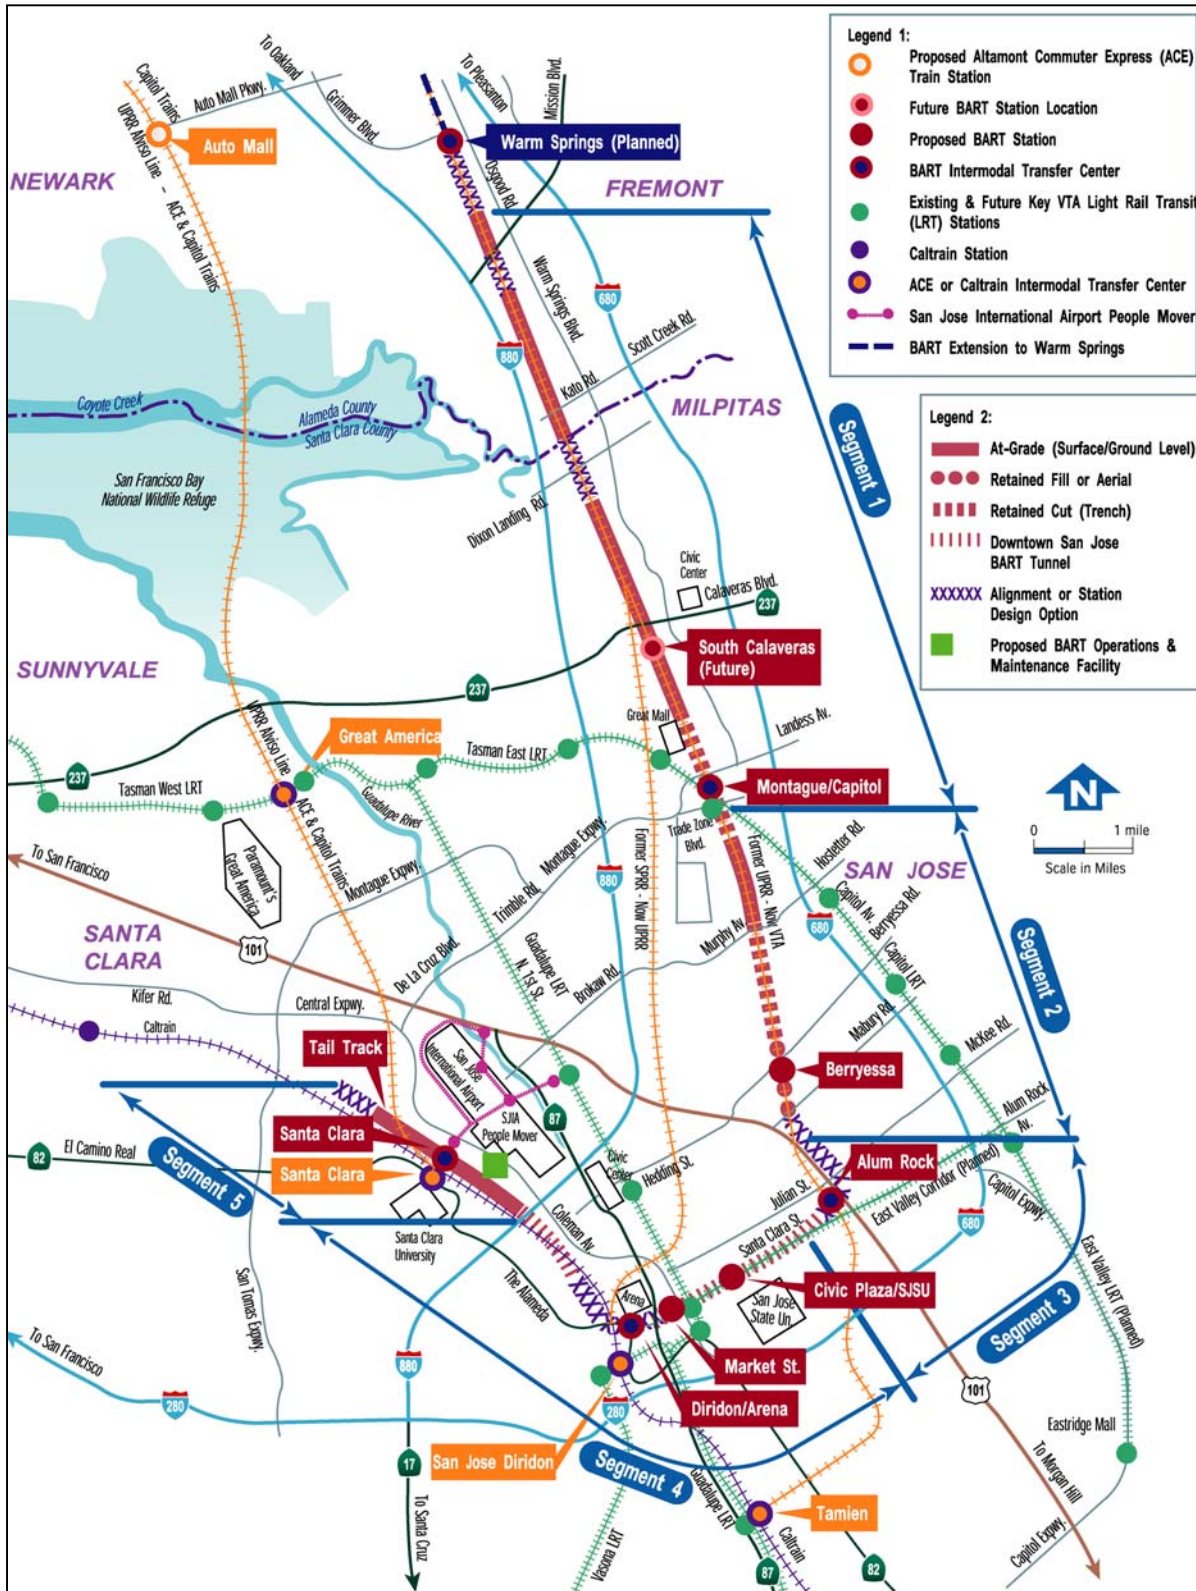 Legend 1:
Proposed Altamont Commuter Express (ACE)
Train Station
Future BART Station Location
Proposed BART Station
BART Intermodal Transfer Center
Existing & Future Key VTA Light Rail Transit
(LRT) Stations
Caltrain Station
ACE or Caltrain Intermodal Transfer Center
San Jose International Airport People Mover
BART Extension to Warm Springs
Legend 2:
At-Grade (Surface/Ground Level)
Retained Fill or Aerial
Retained Cut (Trench)
Downtown San Jose
BART Tunnel
XXXXXX
Alignment or Station
Design Option
Proposed BART Operations &
Maintenance Facility
To Oakland
To Pleasanton
Mission Blvd.
Capitol Trains
Auto Mall Pkwy.
Grimmer Blvd.
Auto Mall
Warm Springs (Planned)
NEWARK
FREMONT
UPRR Alviso Line - ACE & Capitol Trains
Osgood Rd.
Warm Springs Blvd.
680
880
Scott Creek Rd.
Kato Rd.
MILPITAS
Coyote Creek
Alameda County
Santa Clara County
Segment 1
San Francisco Bay
National Wildlife Refuge
Dixon Landing Rd.
Civic
Center
Calaveras Blvd.
237
South Calaveras
(Future)
SUNNYVALE
237
Great Mall
Landess Av.
UPRR Alviso Line
Great America
Tasman East LRT
237
Tasman West LRT
Montague/Capitol
N
0
1 mile
Scale in Miles
Guadalupe River
ACE & Capitol Trains
Trade Zone
Blvd.
Hostetter Rd.
To San Francisco
Paramount's
Great America
Montague Expwy.
Montague Expwy.
Former SPRR - Now UPRR
Former UPRR - Now VTA
SAN JOSE
880
Trimble Rd.
Capitol Av.
Berryessa Rd.
680
SANTA
CLARA
101
Murphy Av.
De La Cruz Blvd.
Guadalupe LRT
N. 1st St.
Brokaw Rd.
Capitol LRT
Segment 2
Kifer Rd.
Central Expwy.
Mabury Rd.
McKee Rd.
Caltrain
Tail Track
San Jose
International Airport
Berryessa
XXXX
87
SJIA
People Mover
Alum Rock
Av.
Santa Clara
82
El Camino Real
Segment 5
Santa Clara
Civic
Center
Hedding St.
Alum Rock
Julian St.
East Valley Corridor (Planned)
Capitol Expwy.
Santa Clara
University
Coleman Av.
Santa Clara St.
680
San Tomas Expwy.
The Alameda
Arena
Civic Plaza/SJSU
San Jose
State Un.
East Valley LRT (Planned)
Segment 3
To San Francisco
880
Market St.
Diridon/Arena
280
280
101
San Jose Diridon
Segment 4
Eastridge Mall
17
To Santa Cruz
Vasona LRT
Guadalupe LRT
Tamien
Caltrain
To Morgan Hill
Capitol Expwy.
87
82